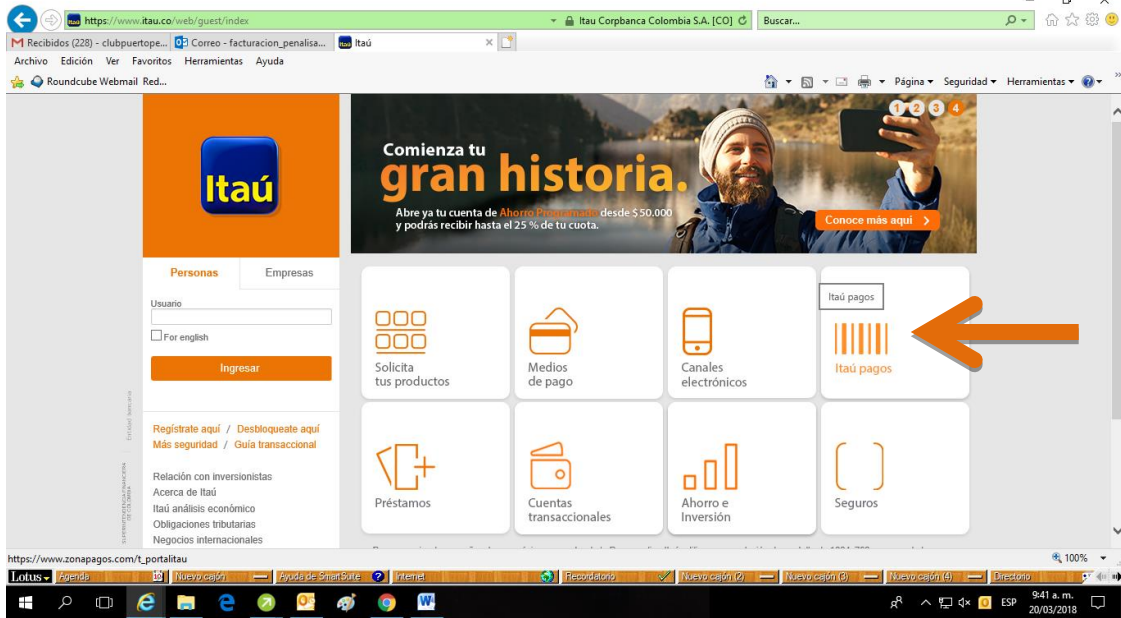 https://www.itau.co/web/guest/index
Itau Corpbanca Colombia S.A. [CO]
Buscar...
Recibidos (228) - clubpuertope...
Correo - facturacion_penalisa...
Itaú
Archivo Edición Ver Favoritos Herramientas Ayuda
Roundcube Webmail Red...
Página Seguridad Herramientas
1 2 3 4
Itaú
Comienza tu
gran historia.
Abre ya tu cuenta de Ahorro Programado desde $50.000
y podrás recibir hasta el 25 % de tu cuota.
Conoce más aquí
Personas Empresas
Usuario
For english
Ingresar
Regístrate aquí / Desbloqueate aquí
Más seguridad / Guía transaccional
Relación con inversionistas
Acerca de Itaú
Itaú análisis económico
Obligaciones tributarias
Negocios internacionales
SUPERINTENDENCIA FINANCIERA
DE COLOMBIA
Solicita
tus productos
Medios
de pago
Canales
electrónicos
Itaú pagos
Itaú pagos
Préstamos
Cuentas
transaccionales
Ahorro e
Inversión
Seguros
https://www.zonapagos.com/t_portalitau
100%
Lotus
Agenda
Nuevo cajón
Ayuda de SmartSuite
Internet
Recordatorio
Nuevo cajón (2)
Nuevo cajón (3)
Nuevo cajón (4)
Directorio
ESP
9:41 a. m.
20/03/2018